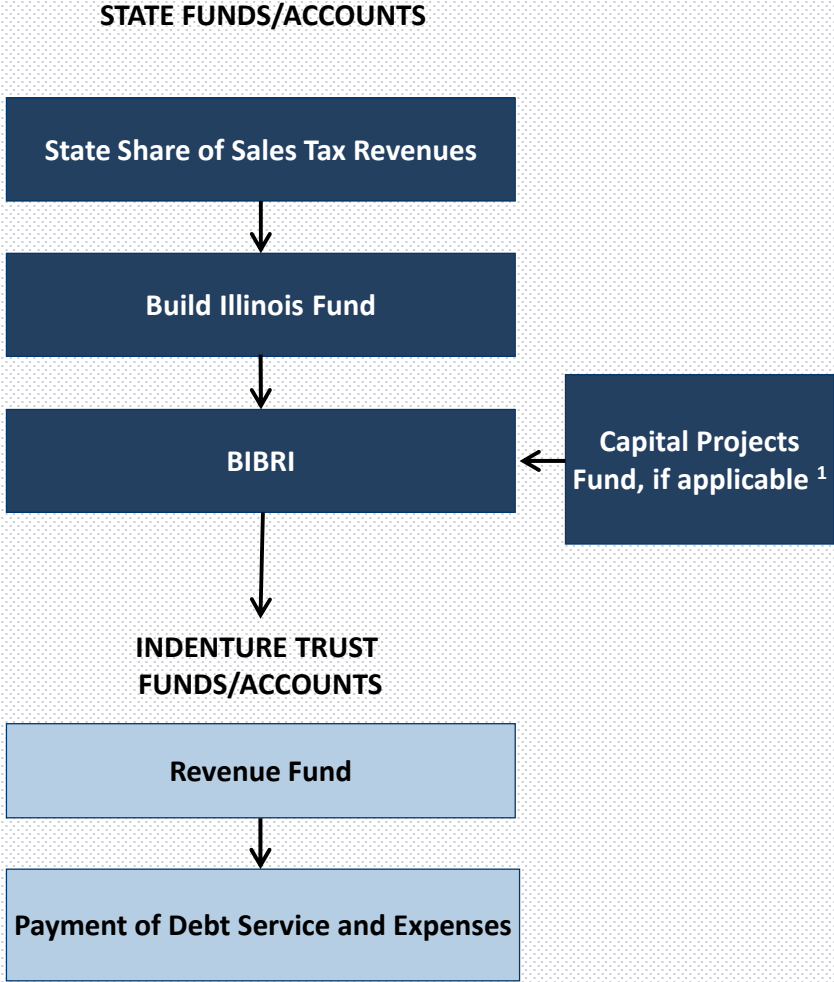 STATE FUNDS/ACCOUNTS
State Share of Sales Tax Revenues
Build Illinois Fund
BIBRI
Capital Projects
Fund, if applicable 1
INDENTURE TRUST
FUNDS/ACCOUNTS
Revenue Fund
Payment of Debt Service and Expenses